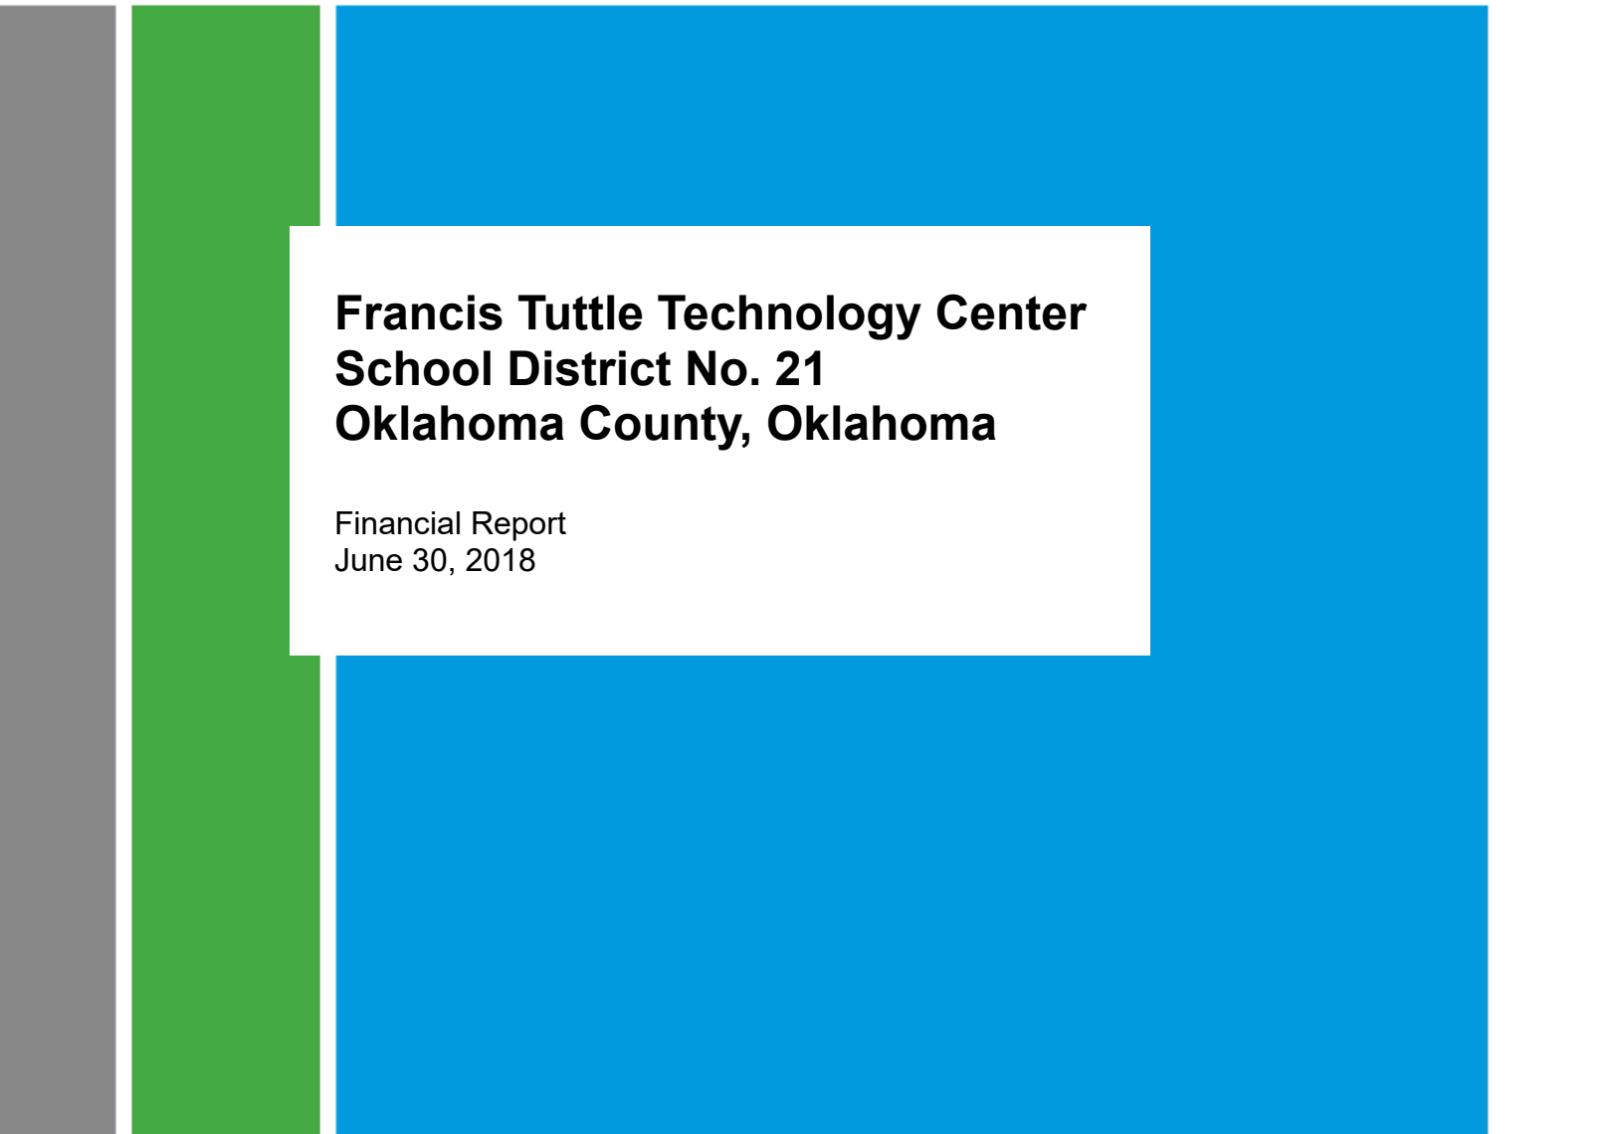 Francis Tuttle Technology Center
School District No. 21
Oklahoma County, Oklahoma
Financial Report
June 30, 2018